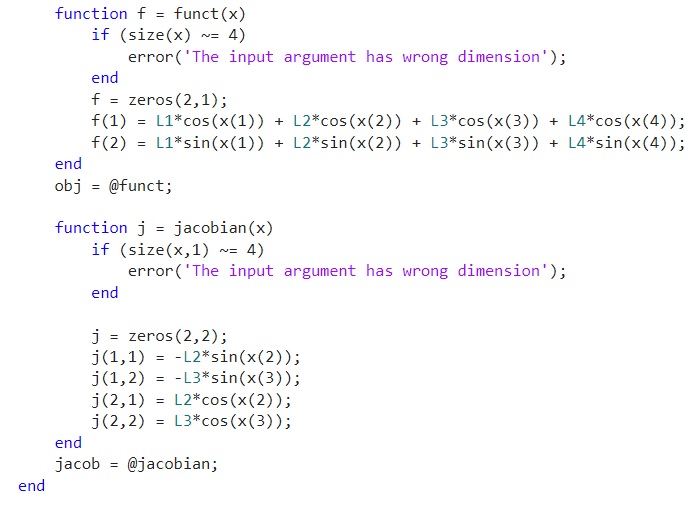 function f = funct(x)
if (size(x) ~= 4)
error('The input argument has wrong dimension');
end
f = zeros(2,1);
f(1) = L1*cos(x(1)) + L2*cos(x(2)) + L3*cos(x(3)) + L4*cos(x(4));
f(2) = L1*sin(x(1)) + L2*sin(x(2)) + L3*sin(x(3)) + L4*sin(x(4));
end
obj = @funct;
function j = jacobian(x)
if (size(x,1) ~= 4)
error('The input argument has wrong dimension');
end
j = zeros(2,2);
j(1,1) = -L2*sin(x(2));
j(1,2) = -L3*sin(x(3));
j(2,1) = L2*cos(x(2));
j(2,2) = L3*cos(x(3));
end
jacob = @jacobian;
end